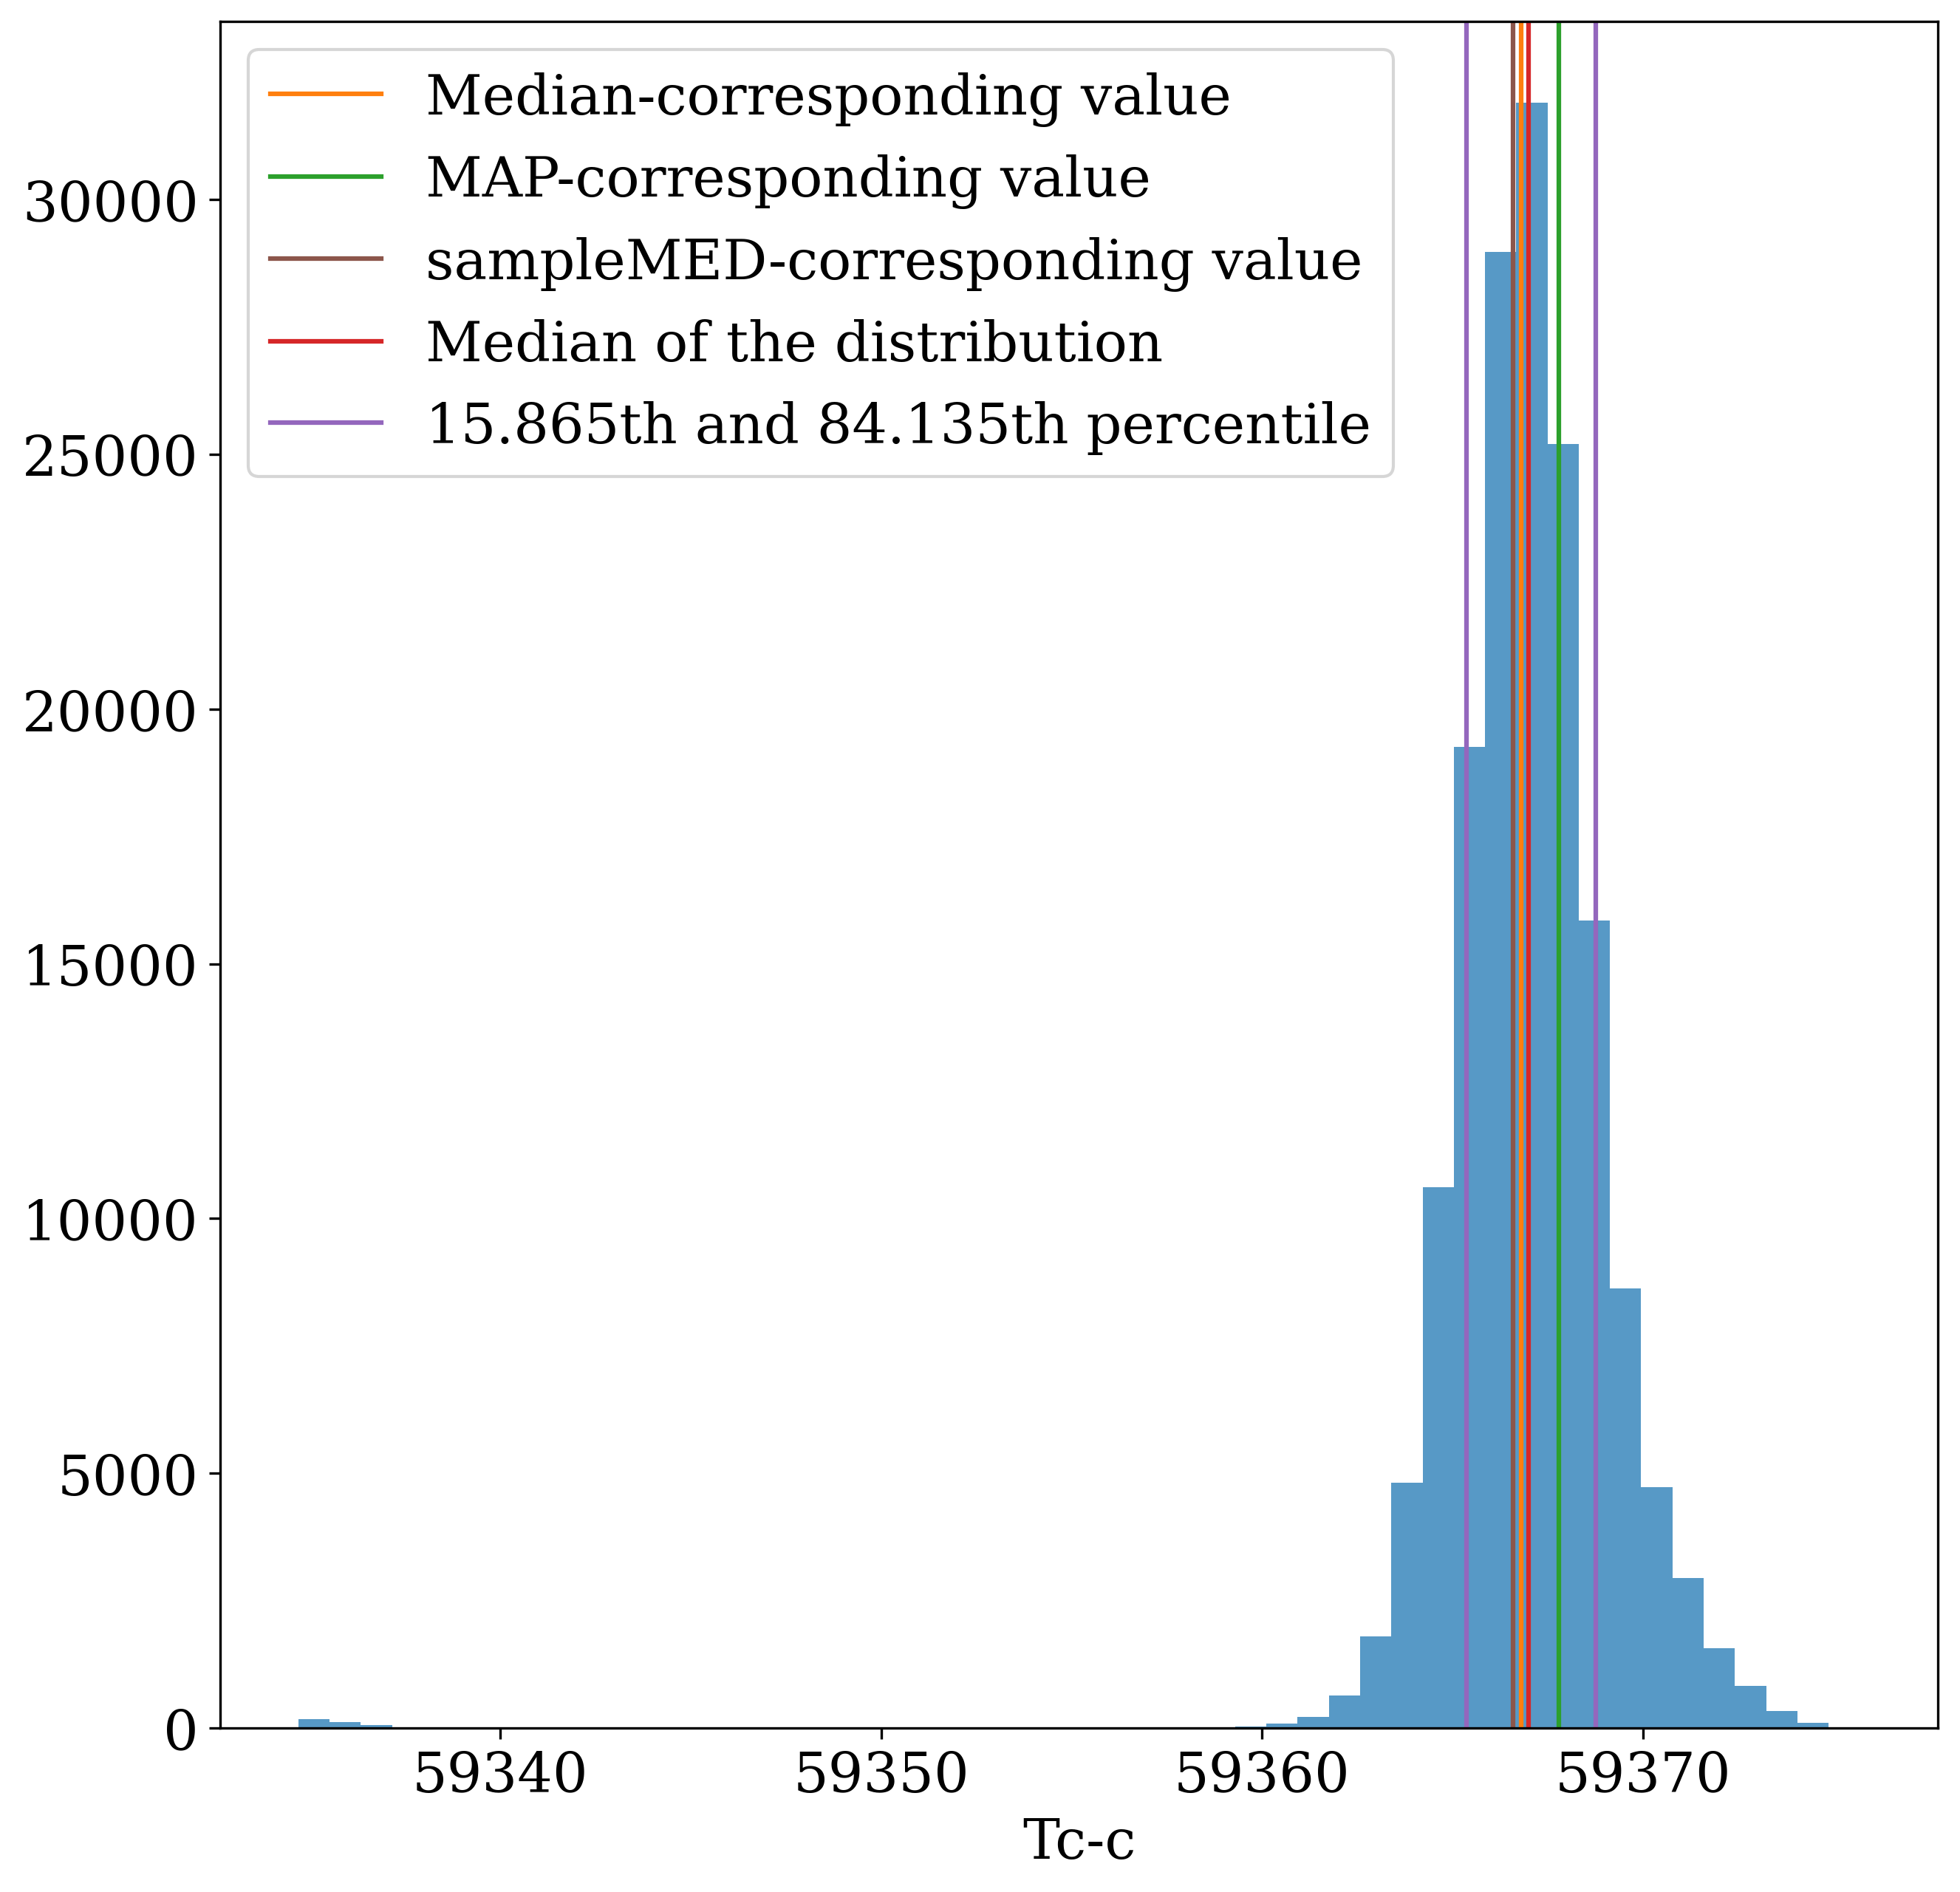 Median-corresponding value
MAP-corresponding value
sampleMED-corresponding value
Median of the distribution
15.865th and 84.135th percentile
30000
25000
20000
15000
10000
5000
0
59340 59350 59360 59370
Tc-c